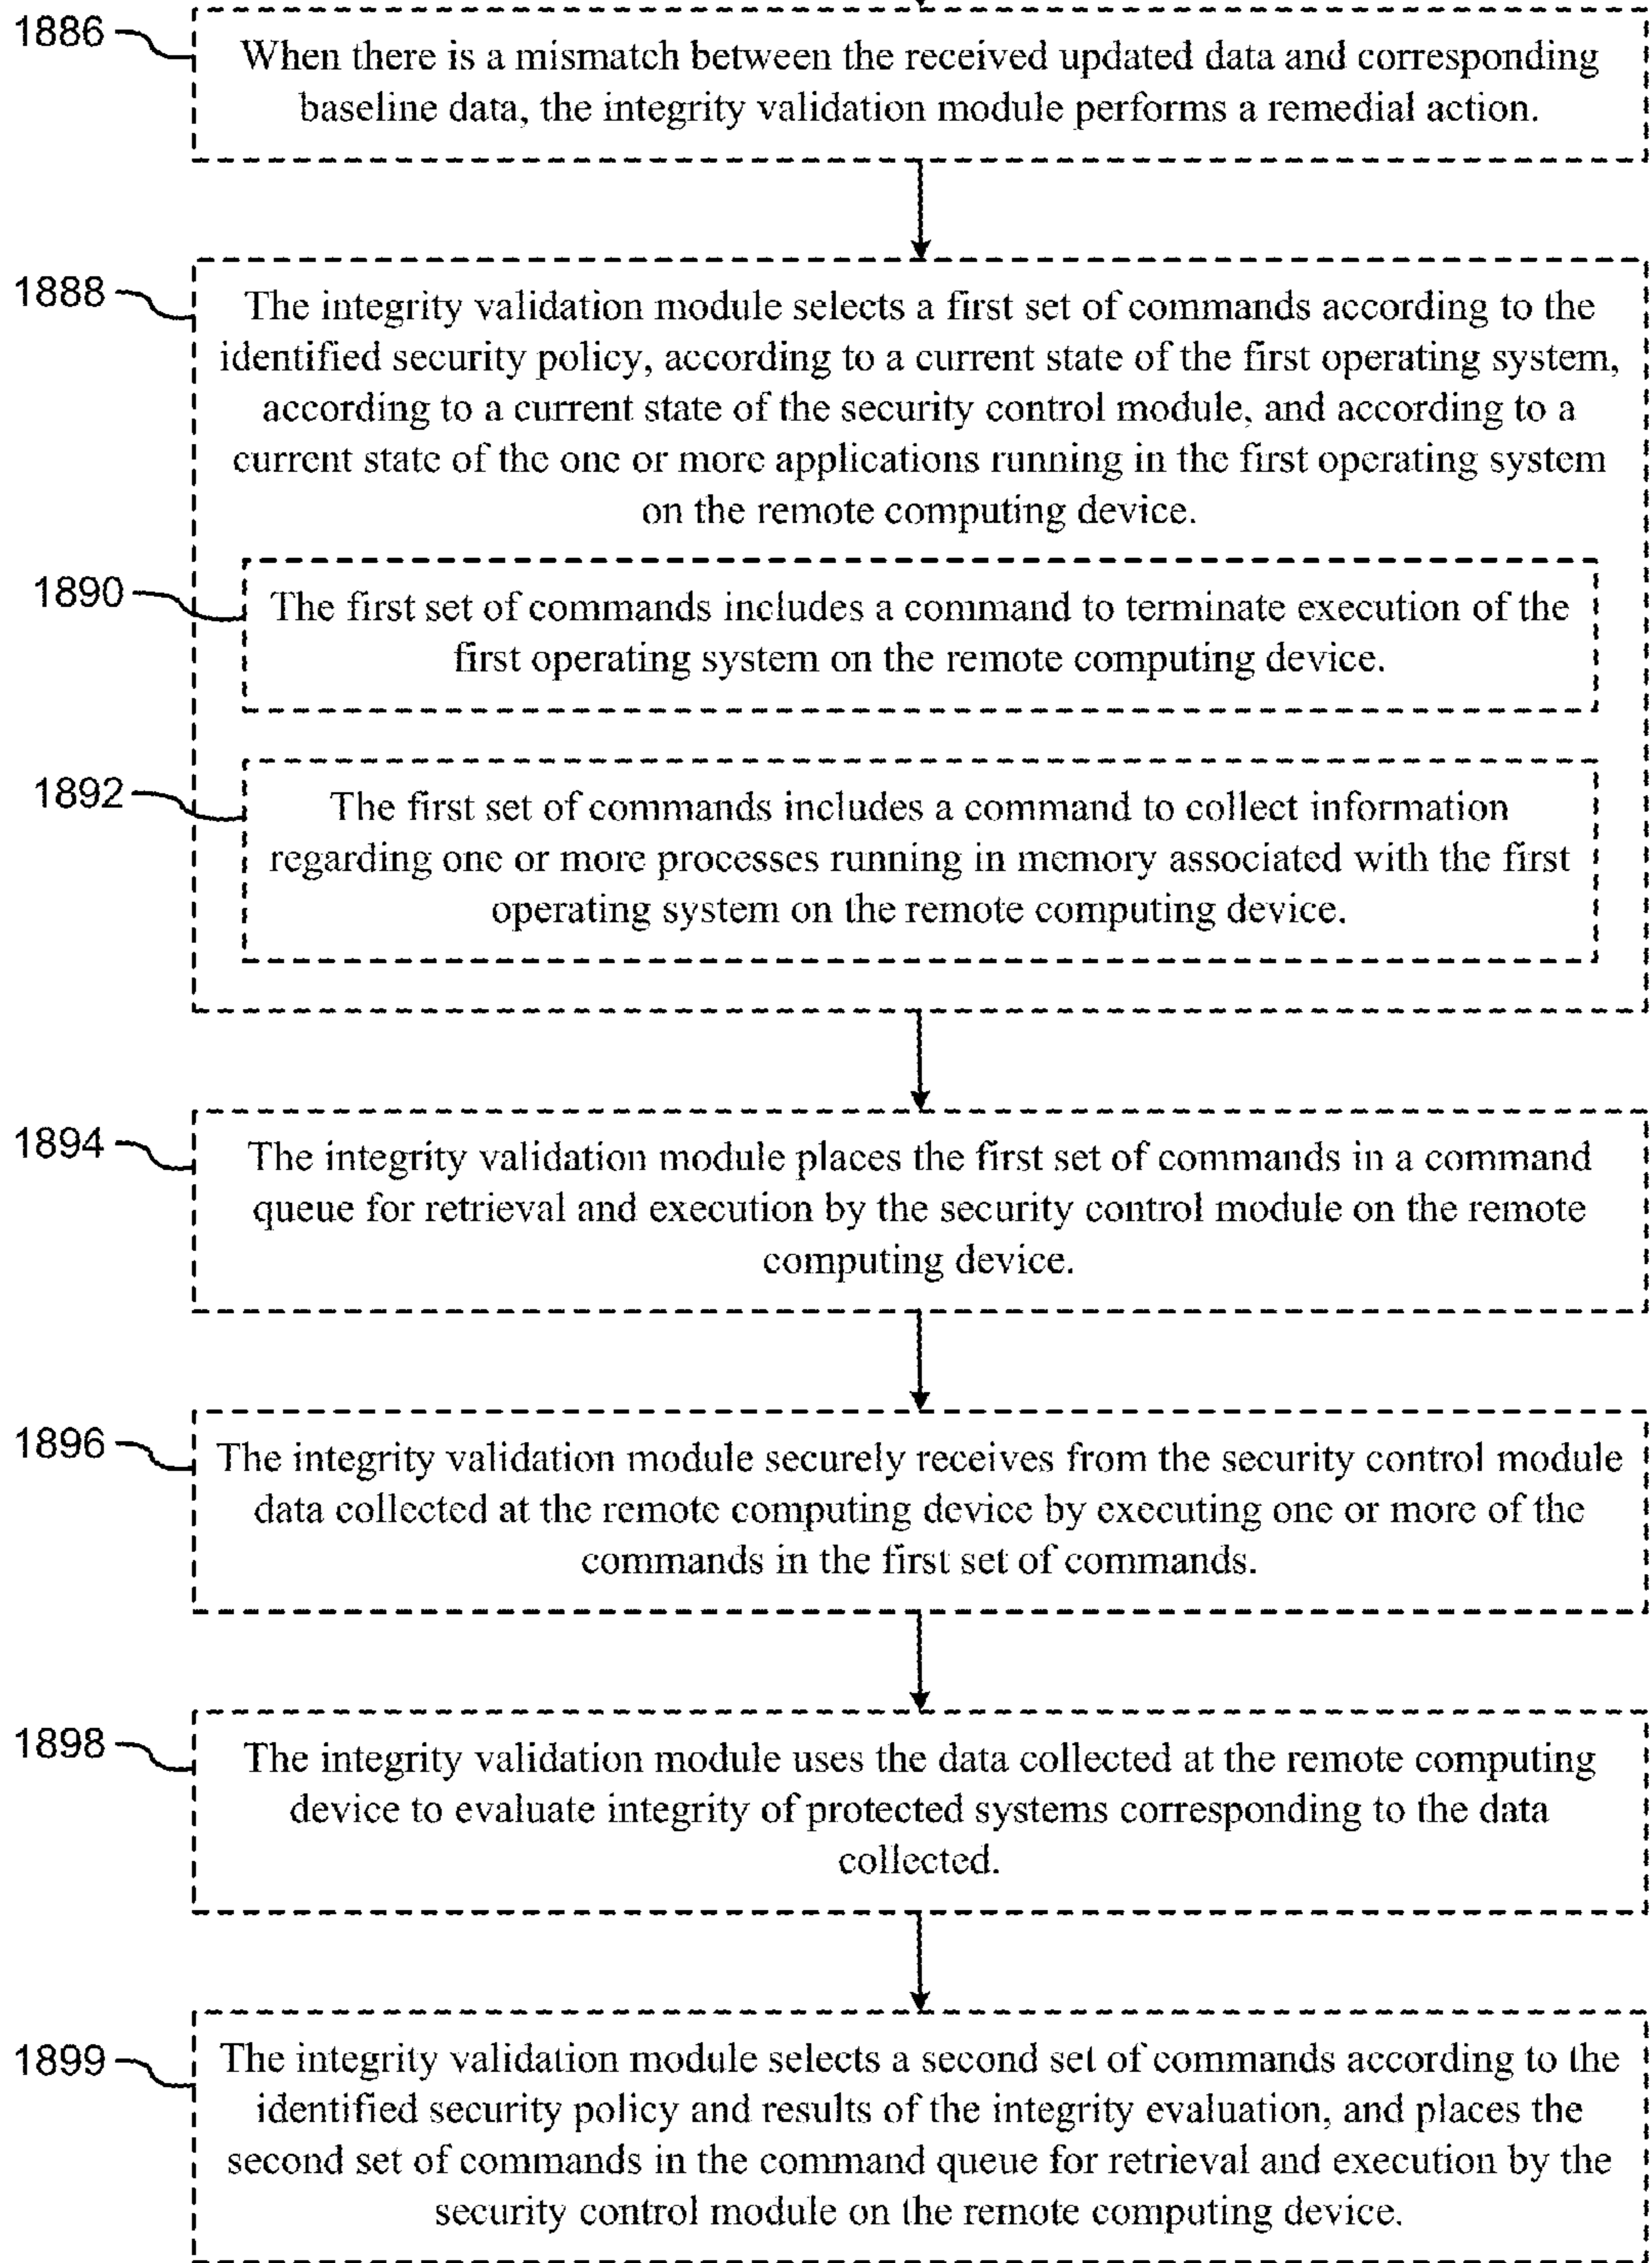 1886
When there is a mismatch between the received updated data and corresponding
baseline data, the integrity validation module performs a remedial action.
1888
The integrity validation module selects a first set of commands according to the
identified security policy, according to a current state of the first operating system,
according to a current state of the security control module, and according to a
current state of the one or more applications running in the first operating system
on the remote computing device.
1890
The first set of commands includes a command to terminate execution of the
first operating system on the remote computing device.
1892
The first set of commands includes a command to collect information
regarding one or more processes running in memory associated with the first
operating system on the remote computing device.
1894
The integrity validation module places the first set of commands in a command
queue for retrieval and execution by the security control module on the remote
computing device.
1896
The integrity validation module securely receives from the security control module
data collected at the remote computing device by executing one or more of the
commands in the first set of commands.
1898
The integrity validation module uses the data collected at the remote computing
device to evaluate integrity of protected systems corresponding to the data
collected.
1899
The integrity validation module selects a second set of commands according to the
identified security policy and results of the integrity evaluation, and places the
second set of commands in the command queue for retrieval and execution by the
security control module on the remote computing device.